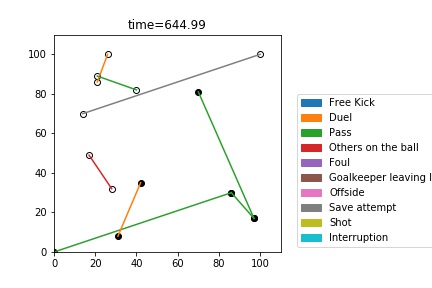 time=644.99
100
80
60
40
20
0
0 20 40 60 80 100
Free Kick
Duel
Pass
Others on the ball
Foul
Goalkeeper leaving l
Offside
Save attempt
Shot
Interruption